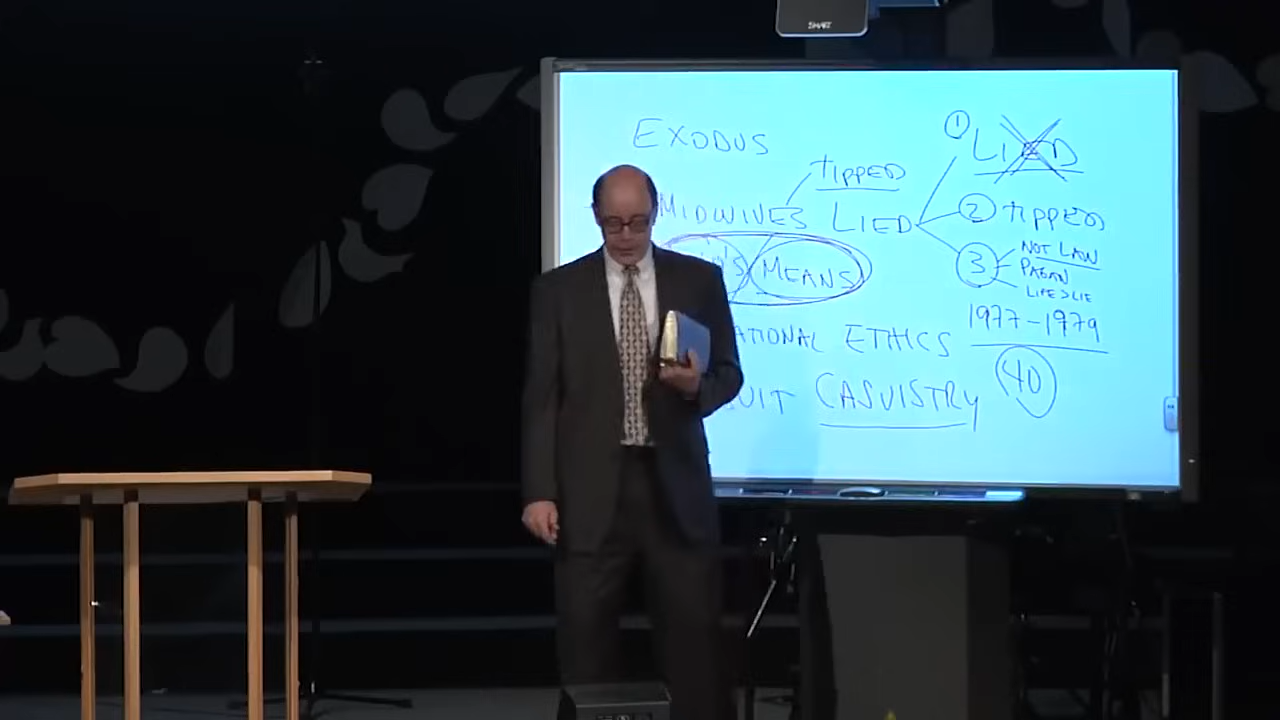 SMART
EXODUS
TIPPED
MIDWIVES LIED
MEANS
ETHICS
CASUISTRY
① LIED
② TIPPED
③
NOT LAW
PAGAN
LIFE>LIE
1977-1979
40